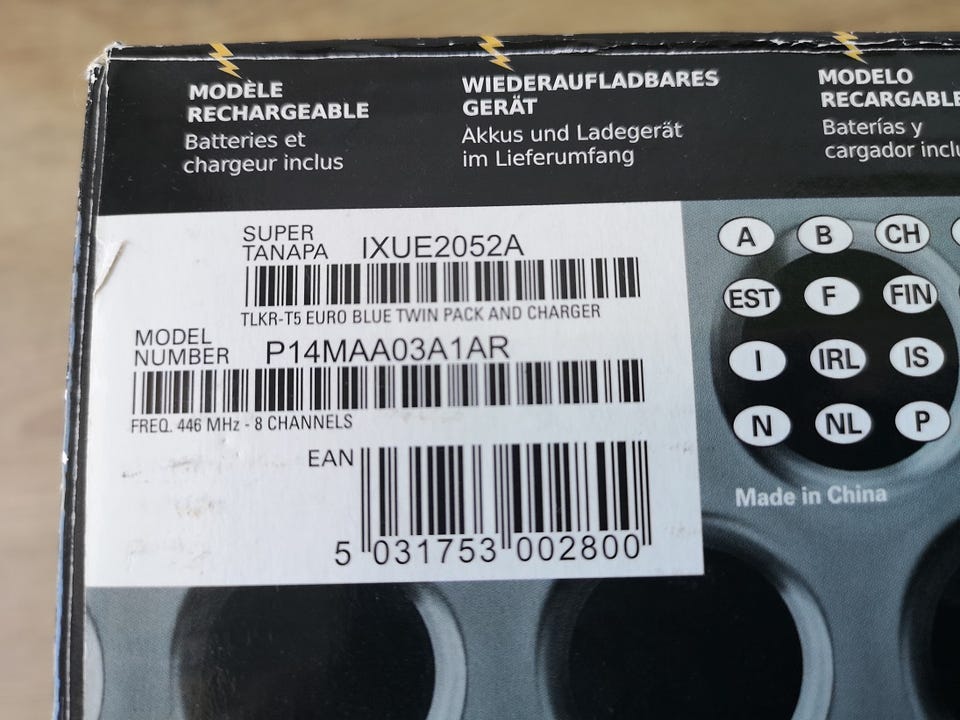 MODÈLE
RECHARGEABLE
Batteries et
chargeur inclus
WIEDERAUFLADBARES
GERÄT
Akkus und Ladegerät
im Lieferumfang
MODELO
Baterías y
cargador
SUPER
TANAPA IXUE2052A
TLKR-T5 EURO BLUE TWIN PACK AND CHARGER
MODEL
NUMBER P14MAA03A1AR
FREQ. 446 MHz - 8 CHANNELS
EAN
5 031753 002800
A B CH
EST F FIN
I IRL IS
N NL P
Made in China